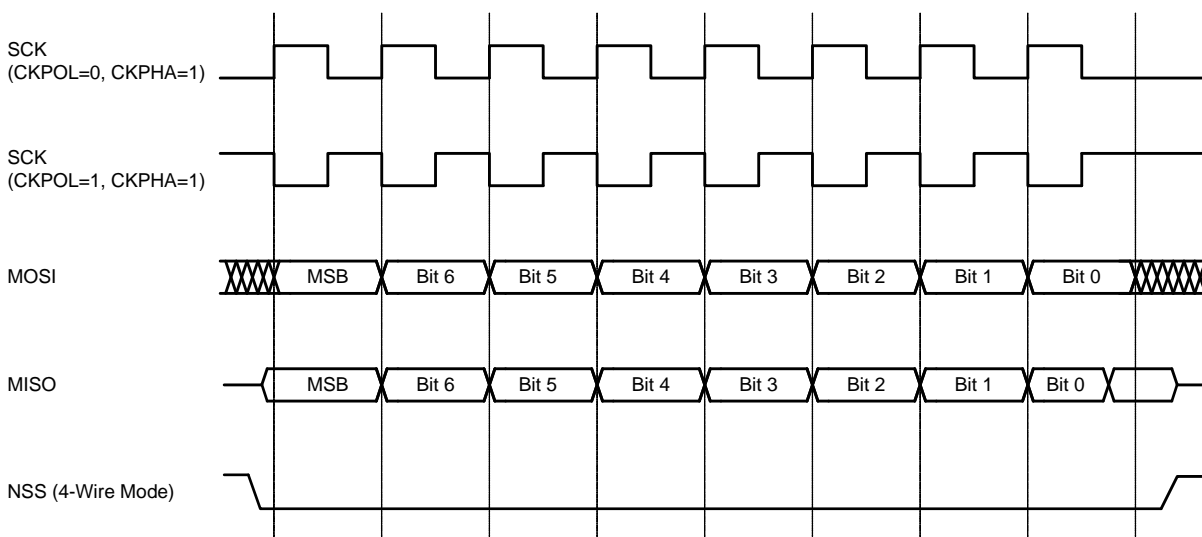 SCK
(CKPOL=0, CKPHA=1)
SCK
(CKPOL=1, CKPHA=1)
MOSI
MSB
Bit 6
Bit 5
Bit 4
Bit 3
Bit 2
Bit 1
Bit 0
MISO
MSB
Bit 6
Bit 5
Bit 4
Bit 3
Bit 2
Bit 1
Bit 0
NSS (4-Wire Mode)